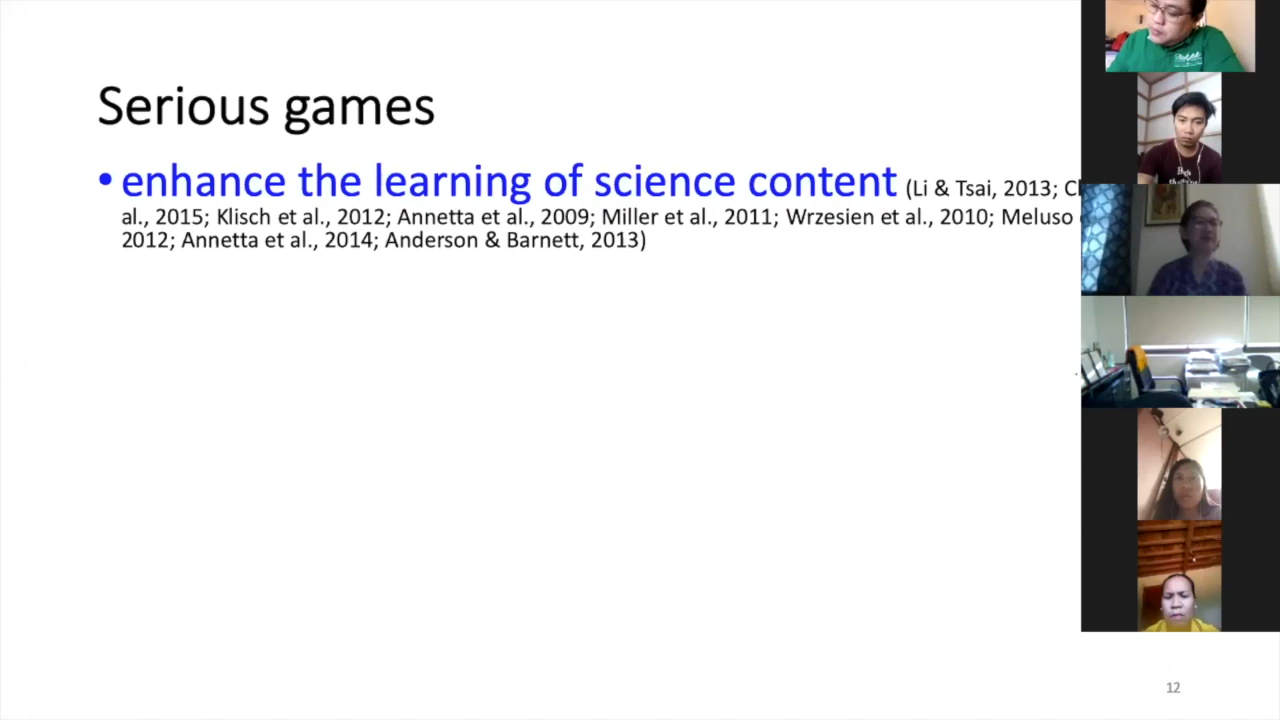 Serious games
• enhance the learning of science content (Li & Tsai, 2013;
al., 2015; Klisch et al., 2012; Annetta et al., 2009; Miller et al., 2011; Wrzesien et al., 2010; Meluso
2012; Annetta et al., 2014; Anderson & Barnett, 2013)
12